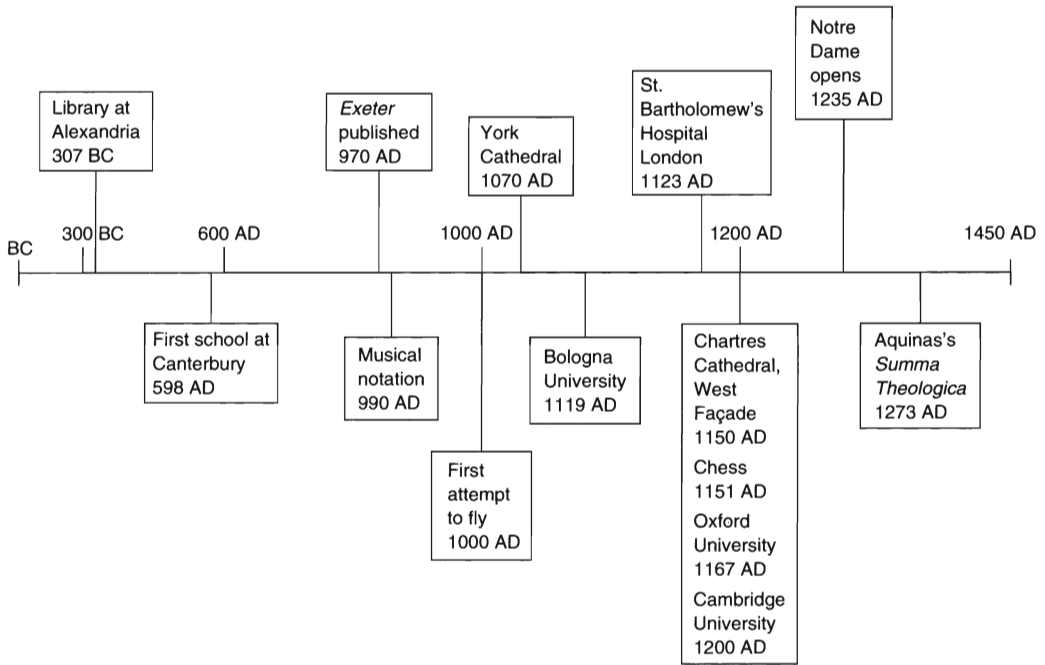 Notre
Dame
opens
1235 AD
St.
Bartholomew's
Hospital
London
1123 AD
Library at
Alexandria
307 BC
Exeter
published
970 AD
York
Cathedral
1070 AD
BC
300 BC
600 AD
1000 AD
1200 AD
1450 AD
First school at
Canterbury
598 AD
Musical
notation
990 AD
First
attempt
to fly
1000 AD
Bologna
University
1119 AD
Chartres
Cathedral,
West
Façade
1150 AD
Chess
1151 AD
Oxford
University
1167 AD
Cambridge
University
1200 AD
Aquinas's
Summa
Theologica
1273 AD